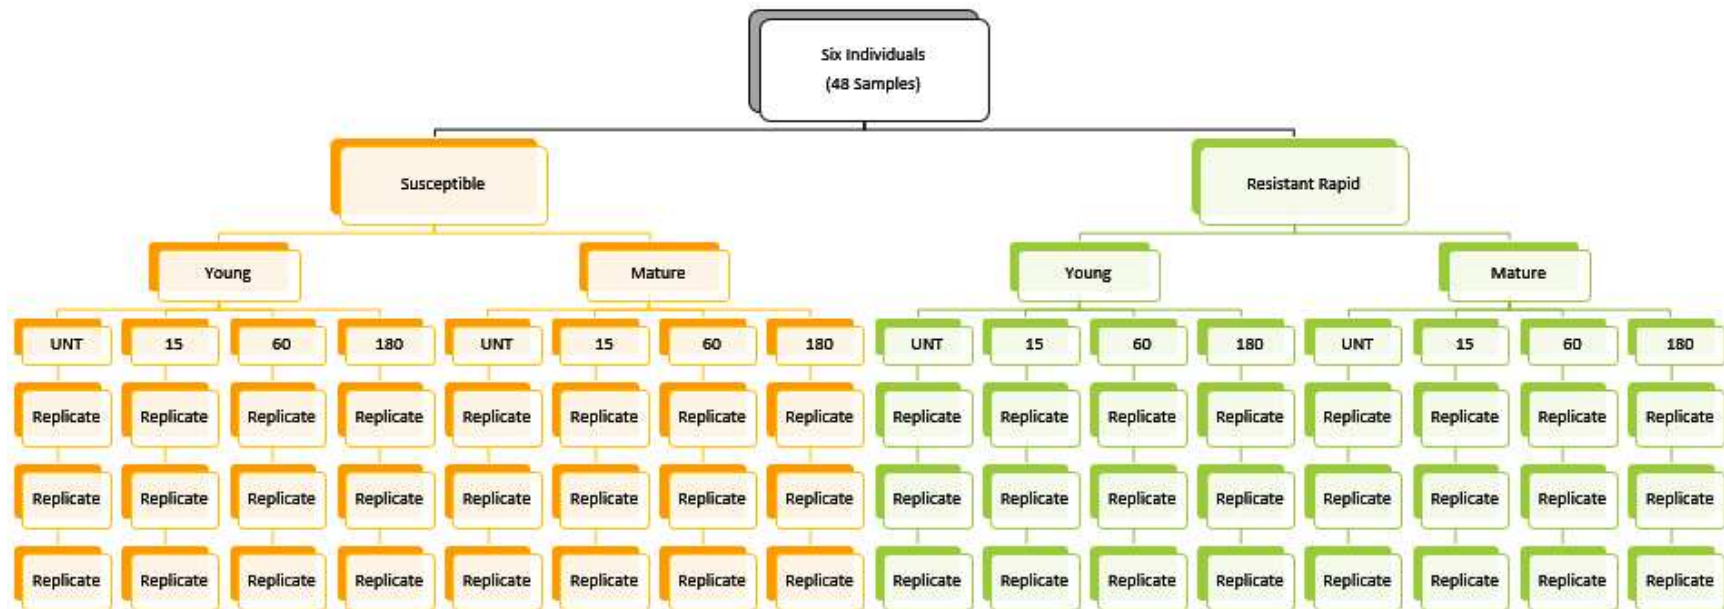 Six Individuals
(48 Samples)
Susceptible
Resistant Rapid
Young
Mature
Young
Mature
UNT 15 60 180 UNT 15 60 180 UNT 15 60 180 UNT 15 60 180
Replicate Replicate Replicate Replicate Replicate Replicate Replicate Replicate Replicate Replicate Replicate Replicate Replicate Replicate Replicate Replicate
Replicate Replicate Replicate Replicate Replicate Replicate Replicate Replicate Replicate Replicate Replicate Replicate Replicate Replicate Replicate Replicate
Replicate Replicate Replicate Replicate Replicate Replicate Replicate Replicate Replicate Replicate Replicate Replicate Replicate Replicate Replicate Replicate